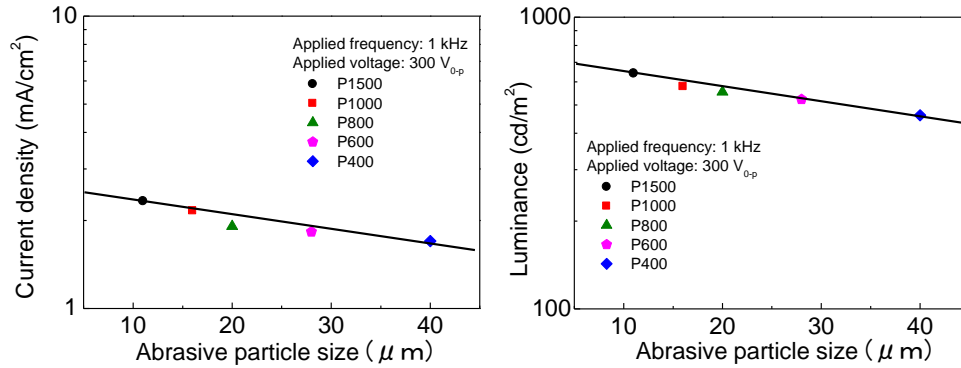 10
Current density (mA/cm²)
Applied frequency: 1 kHz
Applied voltage: 300 V₀₋ₚ
P1500
P1000
P800
P600
P400
1
10 20 30 40
Abrasive particle size ( μ m)
1000
Luminance (cd/m²)
Applied frequency: 1 kHz
Applied voltage: 300 V₀₋ₚ
P1500
P1000
P800
P600
P400
100
10 20 30 40
Abrasive particle size ( μ m)